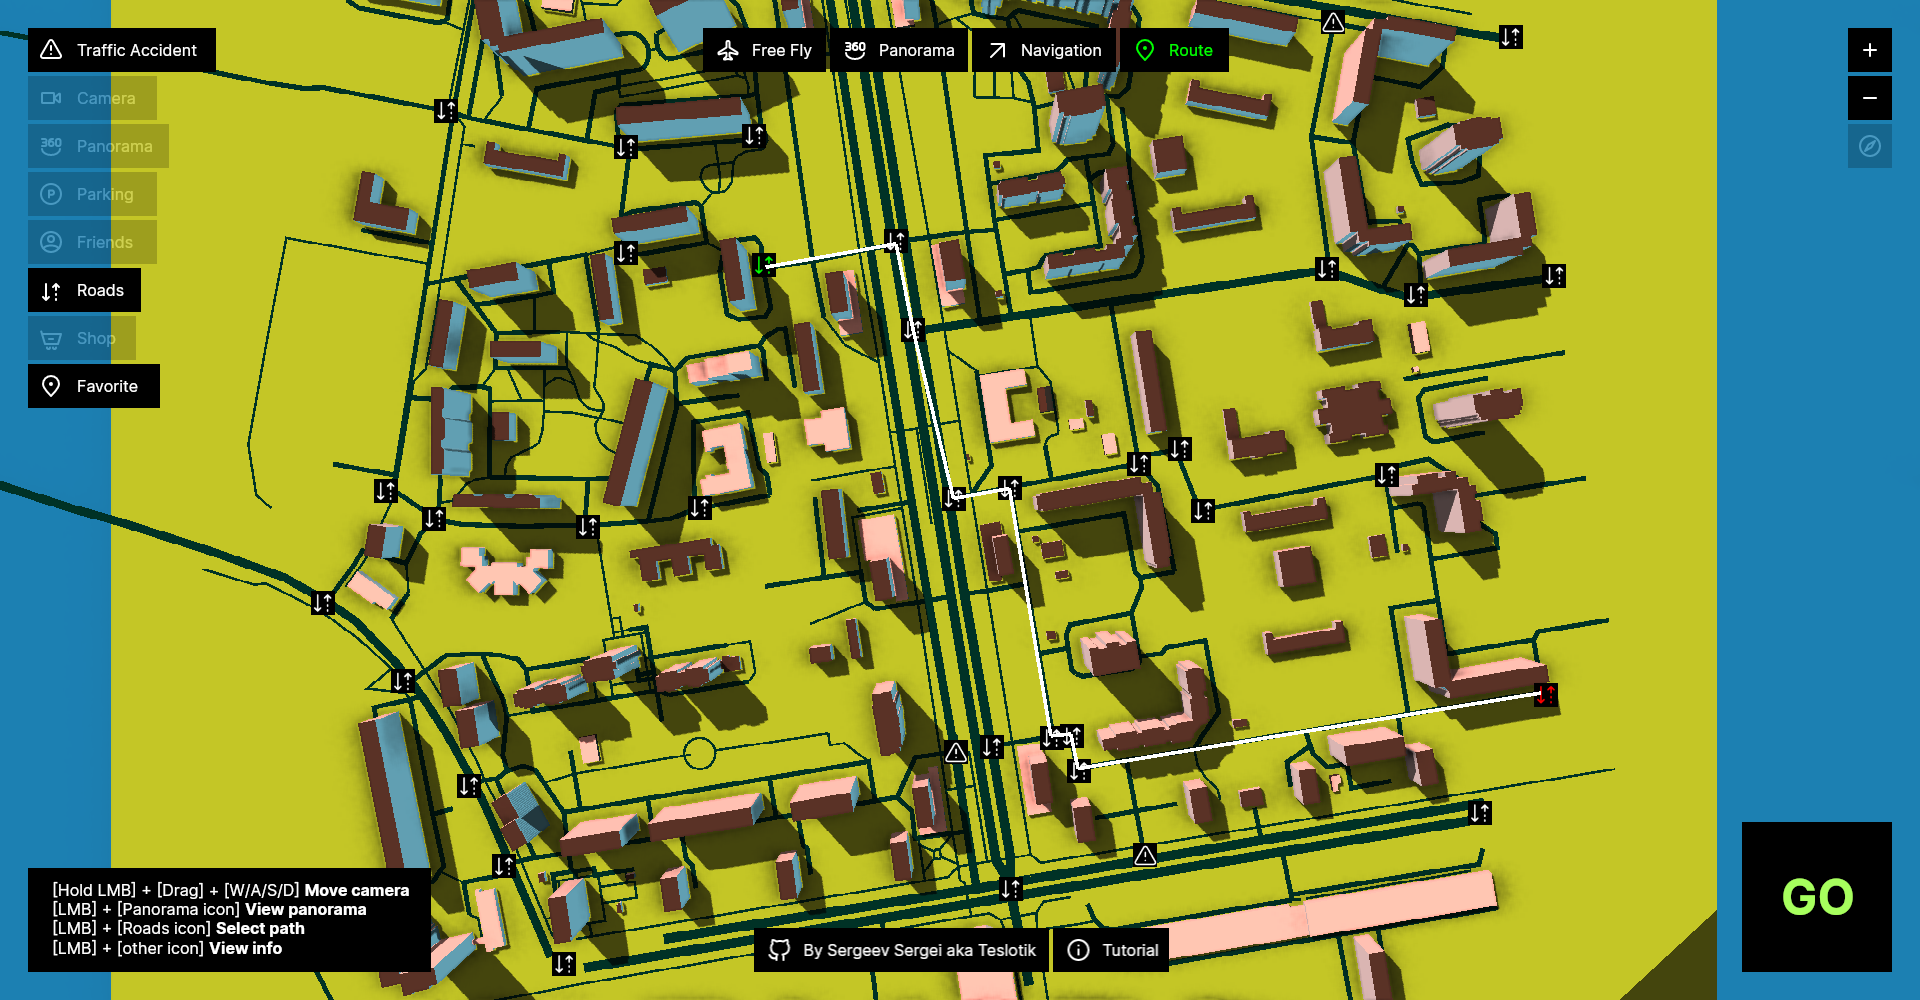 Traffic Accident
Camera
360 Panorama
Parking
Friends
Roads
Shop
Favorite
Free Fly
360 Panorama
Navigation
Route
+
−
[Hold LMB] + [Drag] + [W/A/S/D] Move camera
[LMB] + [Panorama icon] View panorama
[LMB] + [Roads icon] Select path
[LMB] + [other icon] View info
By Sergeev Sergei aka Teslotik
Tutorial
GO